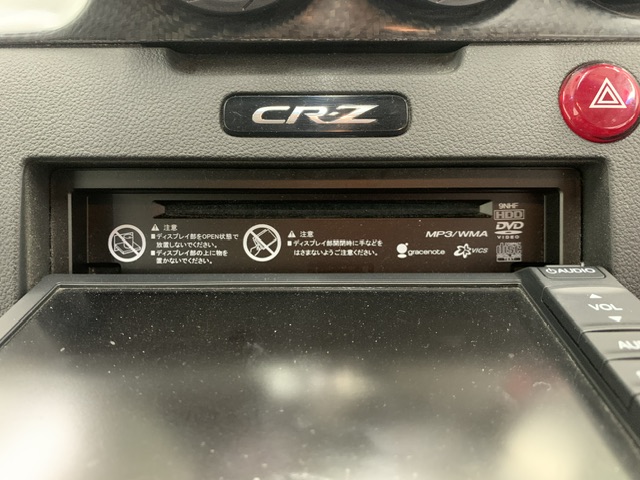 CR-Z
注意
■ディスプレイ部をOPEN状態で
放置しないでください。
■ディスプレイ部の上に物を
置かないでください。
注意
■ディスプレイ部開閉時に手などを
はさまないようご注意ください。
MP3/WMA
gracenote
VICS
9NHF
HDD
DVD
VIDEO
AUDIO
VOL